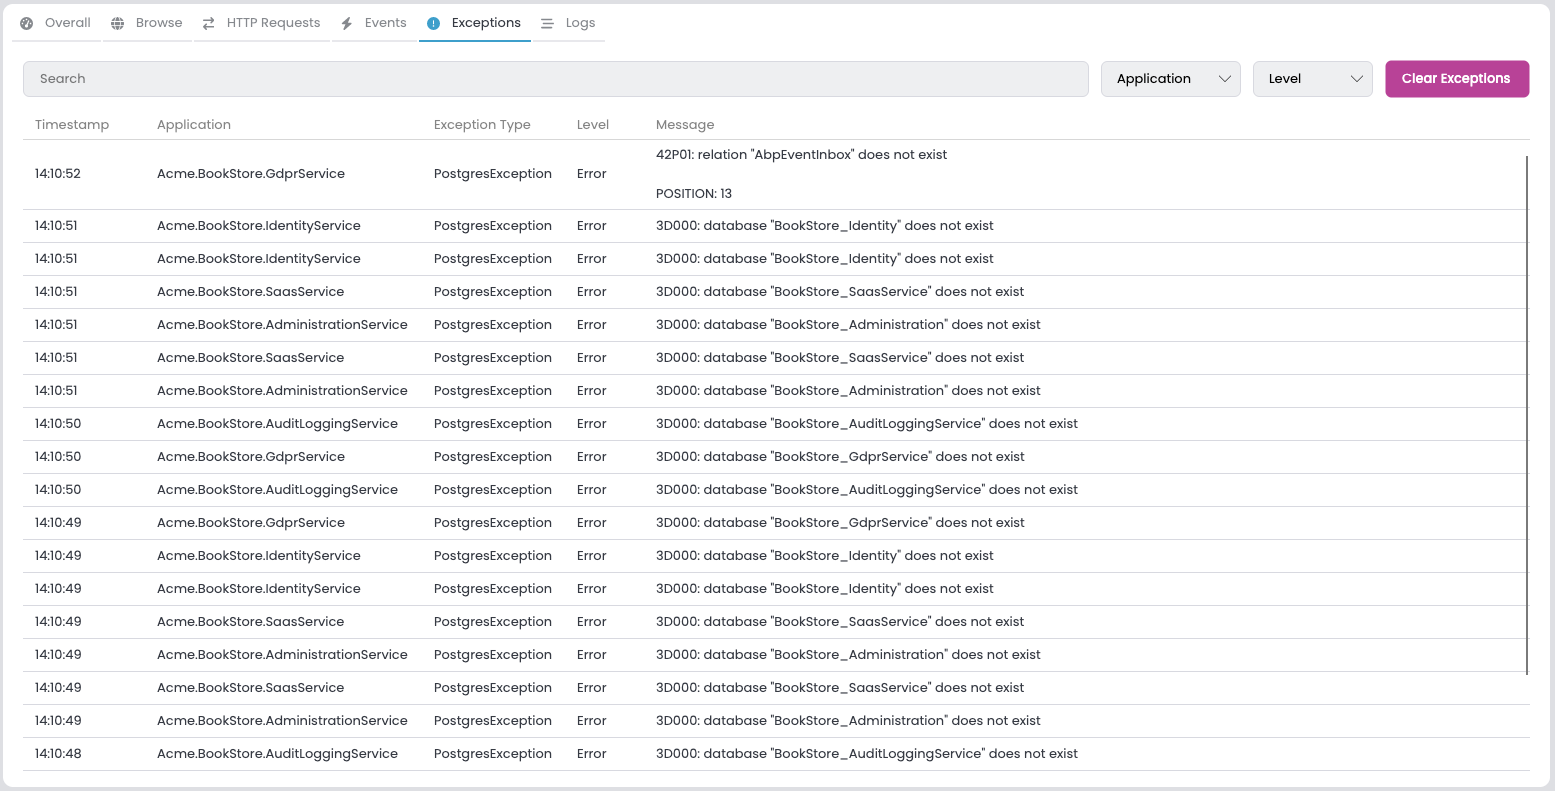 Overall Browse HTTP Requests Events Exceptions Logs
Search Application Level Clear Exceptions
Timestamp Application Exception Type Level Message
14:10:52 Acme.BookStore.GdprService PostgresException Error 42P01: relation "AbpEventInbox" does not exist
POSITION: 13
14:10:51 Acme.BookStore.IdentityService PostgresException Error 3D000: database "BookStore_Identity" does not exist
14:10:51 Acme.BookStore.IdentityService PostgresException Error 3D000: database "BookStore_Identity" does not exist
14:10:51 Acme.BookStore.SaasService PostgresException Error 3D000: database "BookStore_SaasService" does not exist
14:10:51 Acme.BookStore.AdministrationService PostgresException Error 3D000: database "BookStore_Administration" does not exist
14:10:51 Acme.BookStore.SaasService PostgresException Error 3D000: database "BookStore_SaasService" does not exist
14:10:51 Acme.BookStore.AdministrationService PostgresException Error 3D000: database "BookStore_Administration" does not exist
14:10:50 Acme.BookStore.AuditLoggingService PostgresException Error 3D000: database "BookStore_AuditLoggingService" does not exist
14:10:50 Acme.BookStore.GdprService PostgresException Error 3D000: database "BookStore_GdprService" does not exist
14:10:50 Acme.BookStore.AuditLoggingService PostgresException Error 3D000: database "BookStore_AuditLoggingService" does not exist
14:10:49 Acme.BookStore.GdprService PostgresException Error 3D000: database "BookStore_GdprService" does not exist
14:10:49 Acme.BookStore.IdentityService PostgresException Error 3D000: database "BookStore_Identity" does not exist
14:10:49 Acme.BookStore.IdentityService PostgresException Error 3D000: database "BookStore_Identity" does not exist
14:10:49 Acme.BookStore.SaasService PostgresException Error 3D000: database "BookStore_SaasService" does not exist
14:10:49 Acme.BookStore.AdministrationService PostgresException Error 3D000: database "BookStore_Administration" does not exist
14:10:49 Acme.BookStore.SaasService PostgresException Error 3D000: database "BookStore_SaasService" does not exist
14:10:49 Acme.BookStore.AdministrationService PostgresException Error 3D000: database "BookStore_Administration" does not exist
14:10:48 Acme.BookStore.AuditLoggingService PostgresException Error 3D000: database "BookStore_AuditLoggingService" does not exist